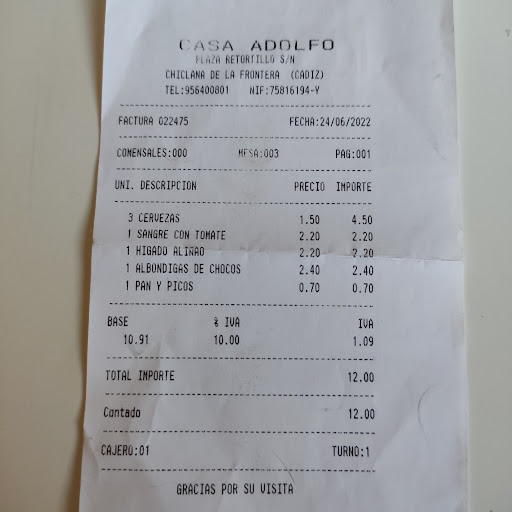 CASA ADOLFO
PLAZA RETORTILLO S/N
CHICLANA DE LA FRONTERA (CADIZ)
TEL:956400801 NIF:75816194-Y
FACTURA 022475 FECHA:24/06/2022
COMENSALES:000 MESA:003 PAG:001
UNI. DESCRIPCION PRECIO IMPORTE
3 CERVEZAS 1.50 4.50
1 SANGRE CON TOMATE 2.20 2.20
1 HIGADO ALIÑAO 2.20 2.20
1 ALBONDIGAS DE CHOCOS 2.40 2.40
1 PAN Y PICOS 0.70 0.70
BASE % IVA IVA
10.91 10.00 1.09
TOTAL IMPORTE 12.00
Contado 12.00
CAJERO:01 TURNO:1
GRACIAS POR SU VISITA